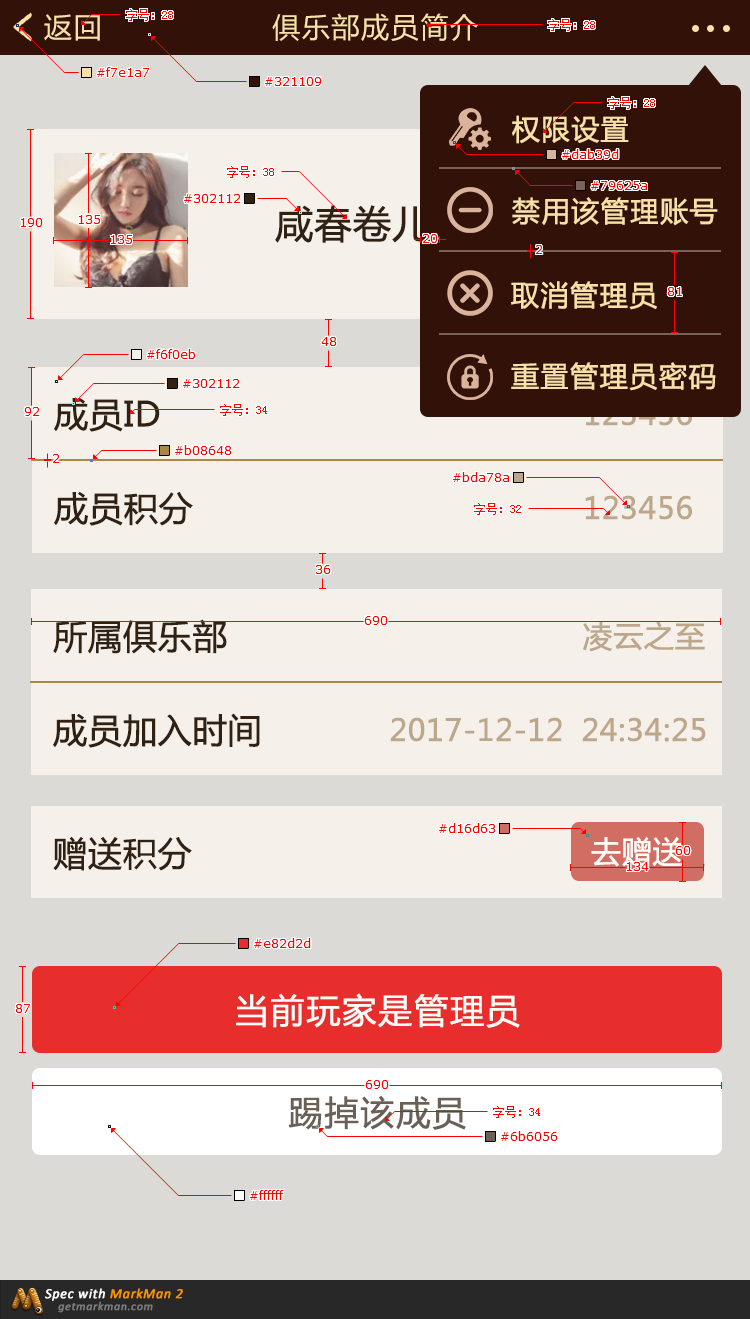 返回
俱乐部成员简介
字号：28
字号：28
#f7e1a7
#321109
字号：28
权限设置
#dab39d
#79625a
禁用该管理账号
20
2
取消管理员
81
重置管理员密码
190
135
135
字号：38
#302112
咸春卷儿
48
#f6f0eb
#302112
92
成员ID
字号：34
123456
2
#b08648
#bda78a
成员积分
字号：32
123456
36
690
所属俱乐部
凌云之至
成员加入时间
2017-12-12 24:34:25
#d16d63
赠送积分
去赠送
60
134
#e82d2d
87
当前玩家是管理员
690
踢掉该成员
字号：34
#6b6056
#ffffff
Spec with MarkMan 2
getmarkman.com